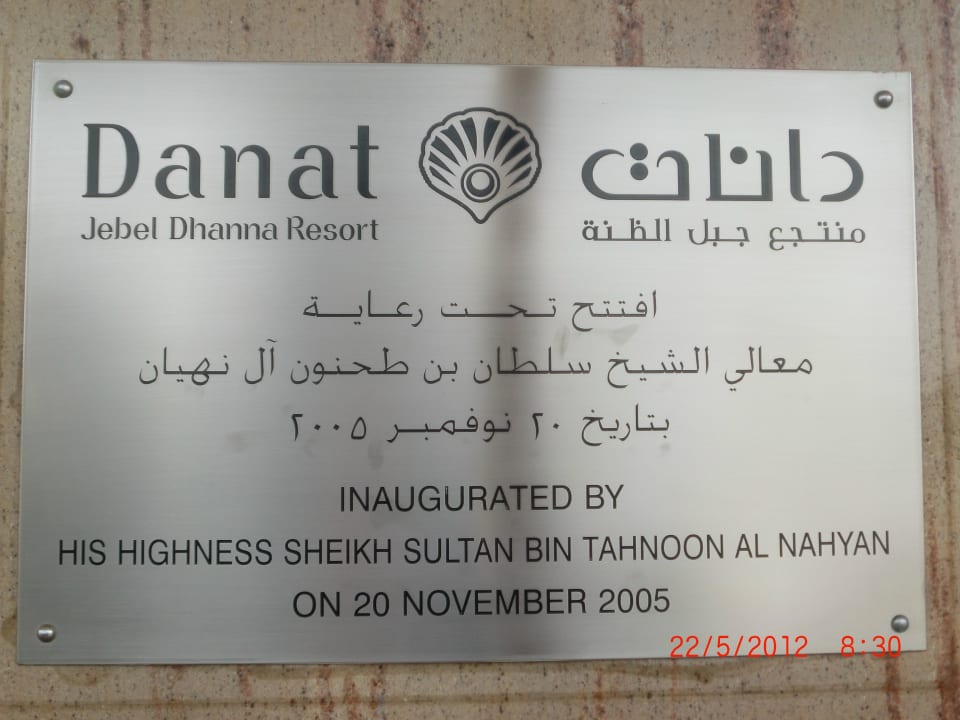 Danat
دانات
Jebel Dhanna Resort
منتجع جبل الظنة
افتتح تحت رعاية
معالي الشيخ سلطان بن طحنون آل نهيان
بتاريخ ٢٠ نوفمبر ٢٠٠٥
INAUGURATED BY
HIS HIGHNESS SHEIKH SULTAN BIN TAHNOON AL NAHYAN
ON 20 NOVEMBER 2005
22/5/2012 8:30